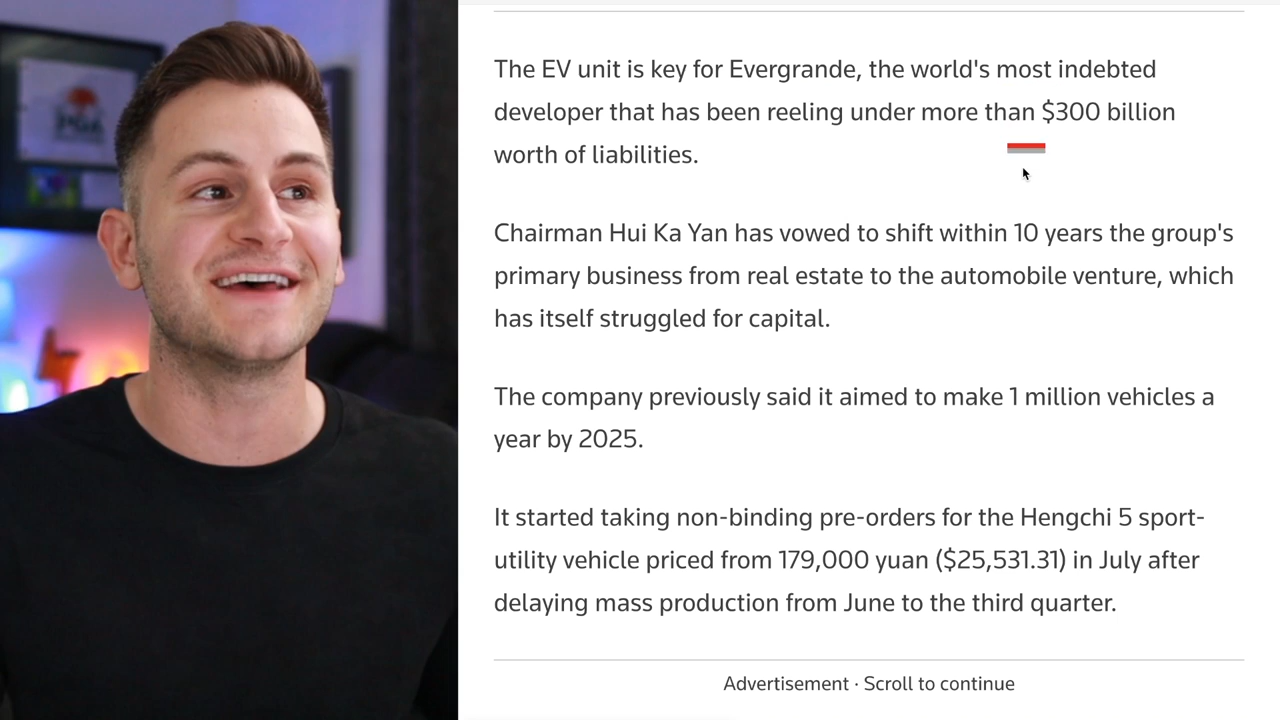 PGA
The EV unit is key for Evergrande, the world's most indebted
developer that has been reeling under more than $300 billion
worth of liabilities.
Chairman Hui Ka Yan has vowed to shift within 10 years the group's
primary business from real estate to the automobile venture, which
has itself struggled for capital.
The company previously said it aimed to make 1 million vehicles a
year by 2025.
It started taking non-binding pre-orders for the Hengchi 5 sport-
utility vehicle priced from 179,000 yuan ($25,531.31) in July after
delaying mass production from June to the third quarter.
Advertisement · Scroll to continue